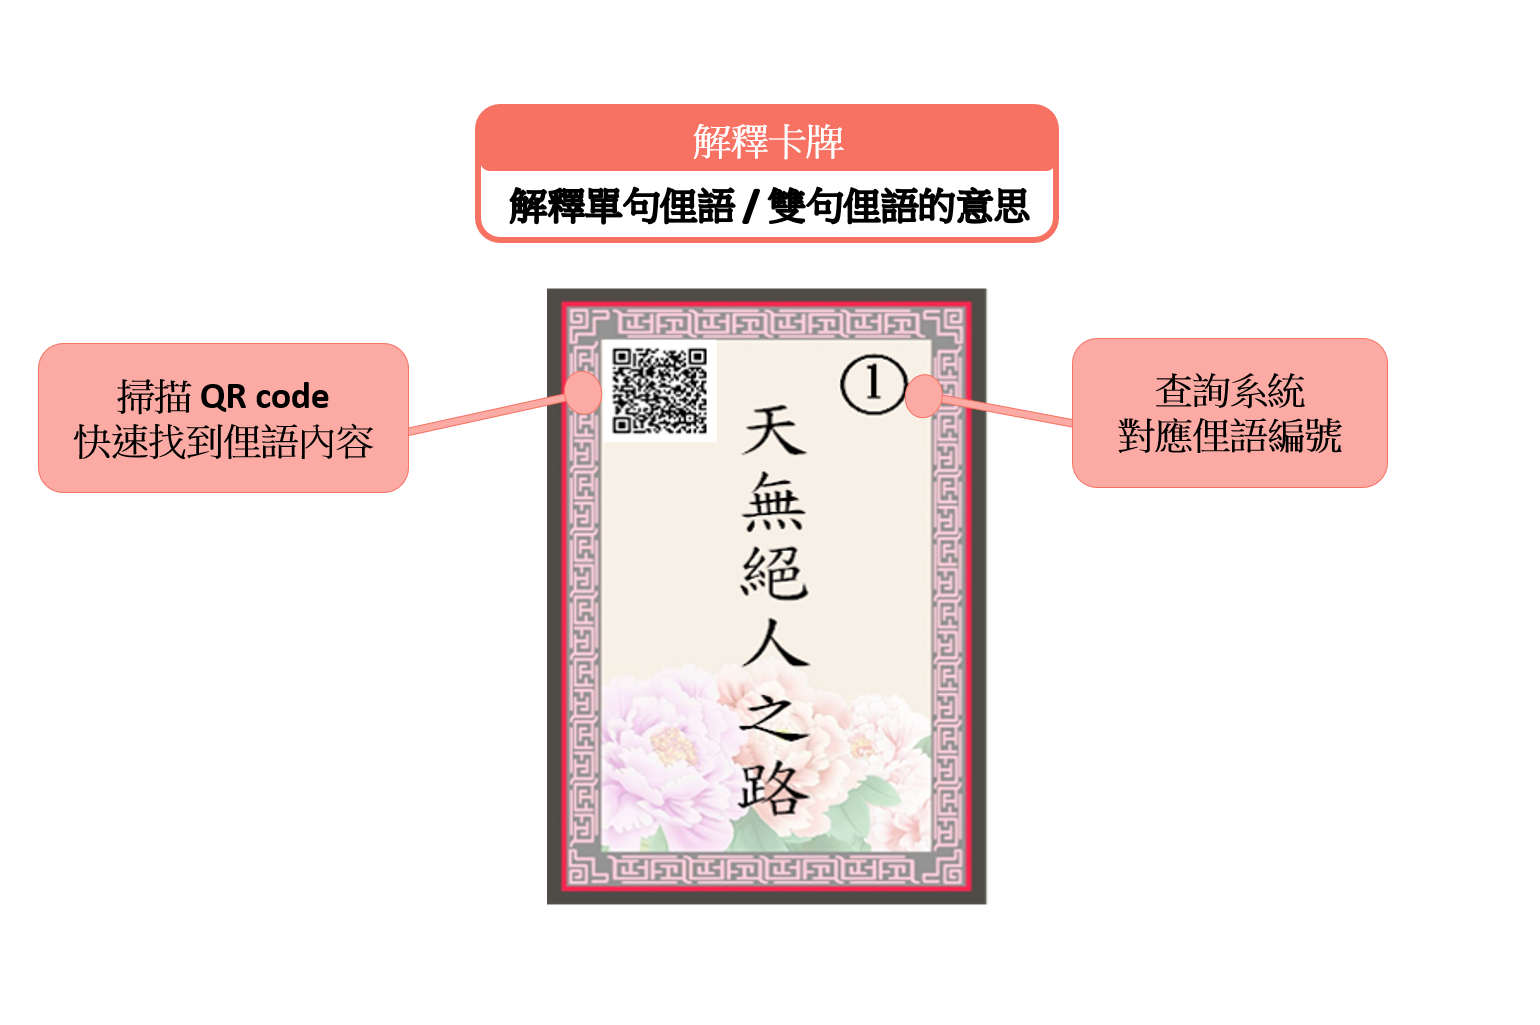 解釋卡牌
解釋單句俚語 / 雙句俚語的意思
掃描 QR code
快速找到俚語內容
1
天無絕人之路
查詢系統
對應俚語編號